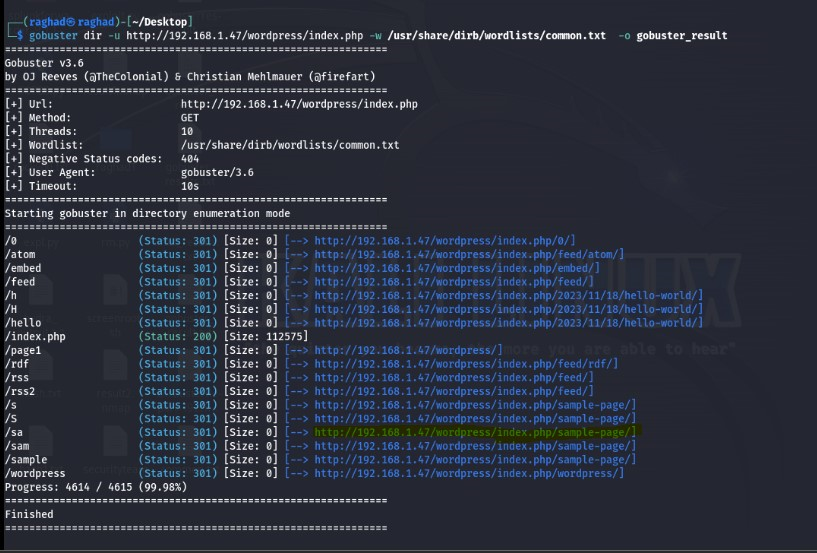 (raghad㉿ raghad)-[~/Desktop]
$ gobuster dir -u http://192.168.1.47/wordpress/index.php -w /usr/share/dirb/wordlists/common.txt -o gobuster_result
===============================================================
Gobuster v3.6
by OJ Reeves (@TheColonial) & Christian Mehlmauer (@firefart)
===============================================================
[+] Url: http://192.168.1.47/wordpress/index.php
[+] Method: GET
[+] Threads: 10
[+] Wordlist: /usr/share/dirb/wordlists/common.txt
[+] Negative Status codes: 404
[+] User Agent: gobuster/3.6
[+] Timeout: 10s
===============================================================
Starting gobuster in directory enumeration mode
===============================================================
/0 (Status: 301) [Size: 0] [--> http://192.168.1.47/wordpress/index.php/0/]
/atom (Status: 301) [Size: 0] [--> http://192.168.1.47/wordpress/index.php/feed/atom/]
/embed (Status: 301) [Size: 0] [--> http://192.168.1.47/wordpress/index.php/embed/]
/feed (Status: 301) [Size: 0] [--> http://192.168.1.47/wordpress/index.php/feed/]
/h (Status: 301) [Size: 0] [--> http://192.168.1.47/wordpress/index.php/2023/11/18/hello-world/]
/H (Status: 301) [Size: 0] [--> http://192.168.1.47/wordpress/index.php/2023/11/18/hello-world/]
/hello (Status: 301) [Size: 0] [--> http://192.168.1.47/wordpress/index.php/2023/11/18/hello-world/]
/index.php (Status: 200) [Size: 112575]
/page1 (Status: 301) [Size: 0] [--> http://192.168.1.47/wordpress/]
/rdf (Status: 301) [Size: 0] [--> http://192.168.1.47/wordpress/index.php/feed/rdf/]
/rss (Status: 301) [Size: 0] [--> http://192.168.1.47/wordpress/index.php/feed/]
/rss2 (Status: 301) [Size: 0] [--> http://192.168.1.47/wordpress/index.php/feed/]
/s (Status: 301) [Size: 0] [--> http://192.168.1.47/wordpress/index.php/sample-page/]
/S (Status: 301) [Size: 0] [--> http://192.168.1.47/wordpress/index.php/sample-page/]
/sa (Status: 301) [Size: 0] [--> http://192.168.1.47/wordpress/index.php/sample-page/]
/sam (Status: 301) [Size: 0] [--> http://192.168.1.47/wordpress/index.php/sample-page/]
/sample (Status: 301) [Size: 0] [--> http://192.168.1.47/wordpress/index.php/sample-page/]
/wordpress (Status: 301) [Size: 0] [--> http://192.168.1.47/wordpress/index.php/wordpress/]
Progress: 4614 / 4615 (99.98%)
===============================================================
Finished
===============================================================